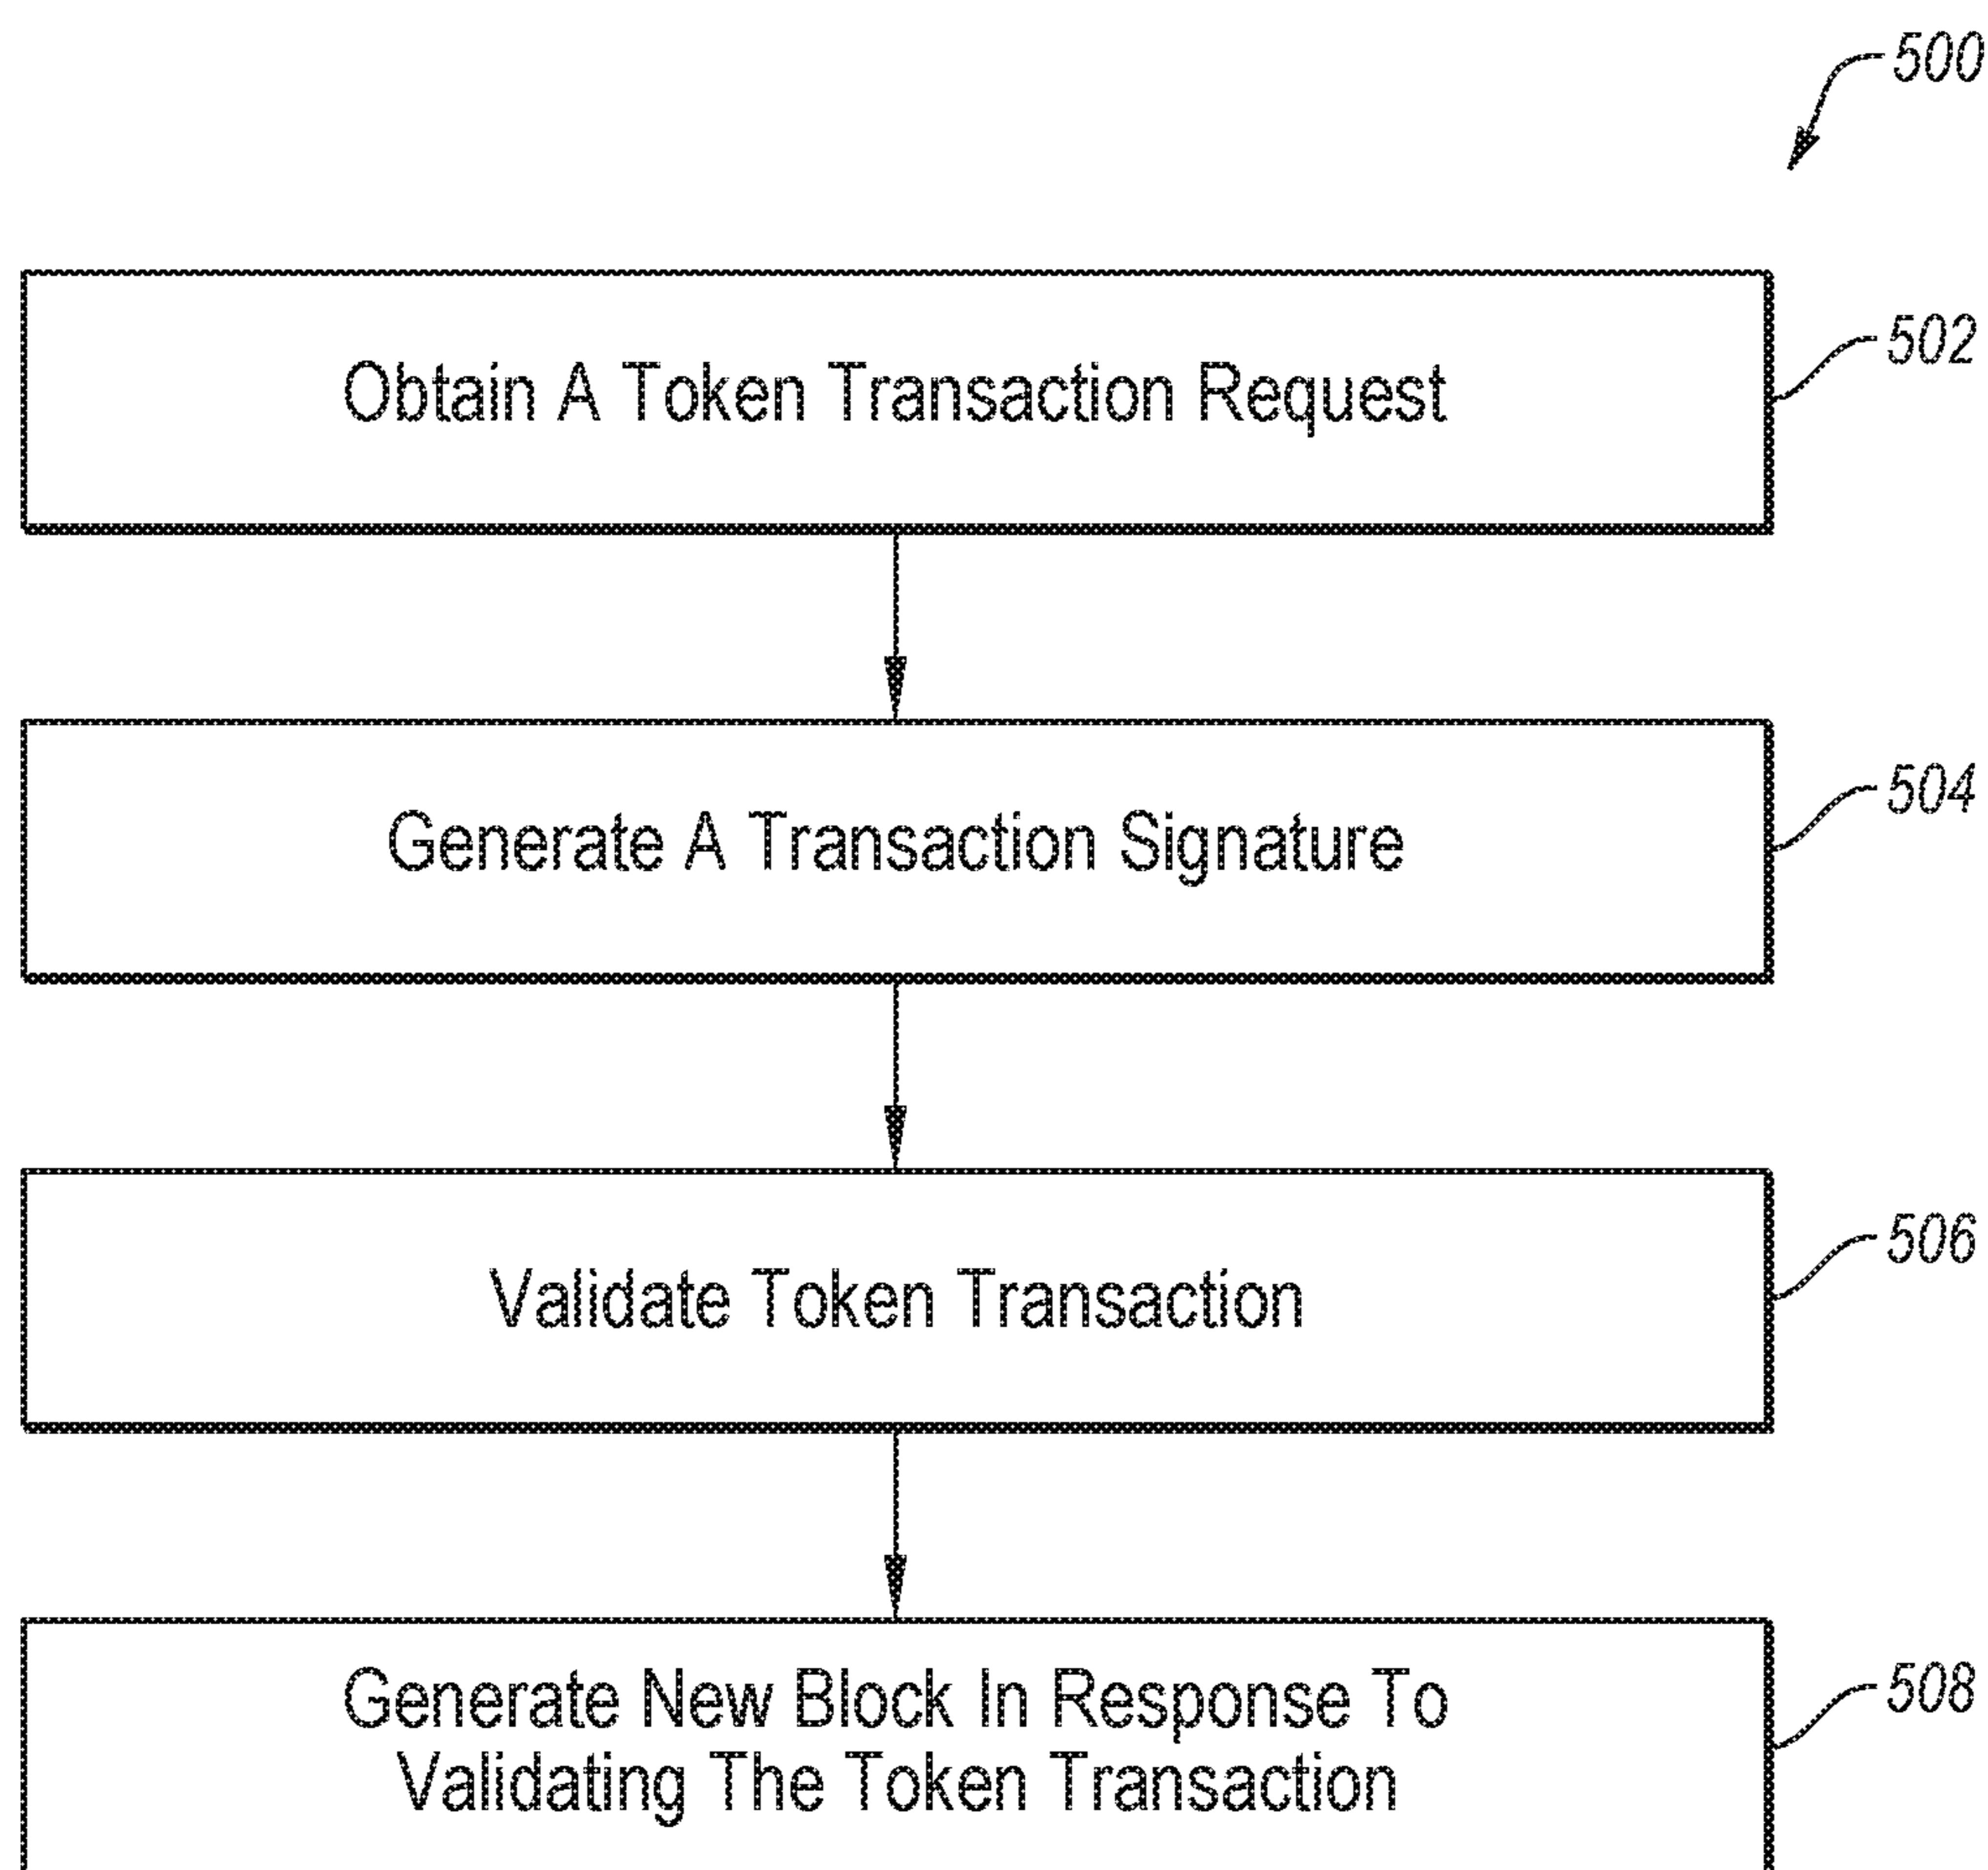 500
Obtain A Token Transaction Request
502
Generate A Transaction Signature
504
Validate Token Transaction
506
Generate New Block In Response To
Validating The Token Transaction
508